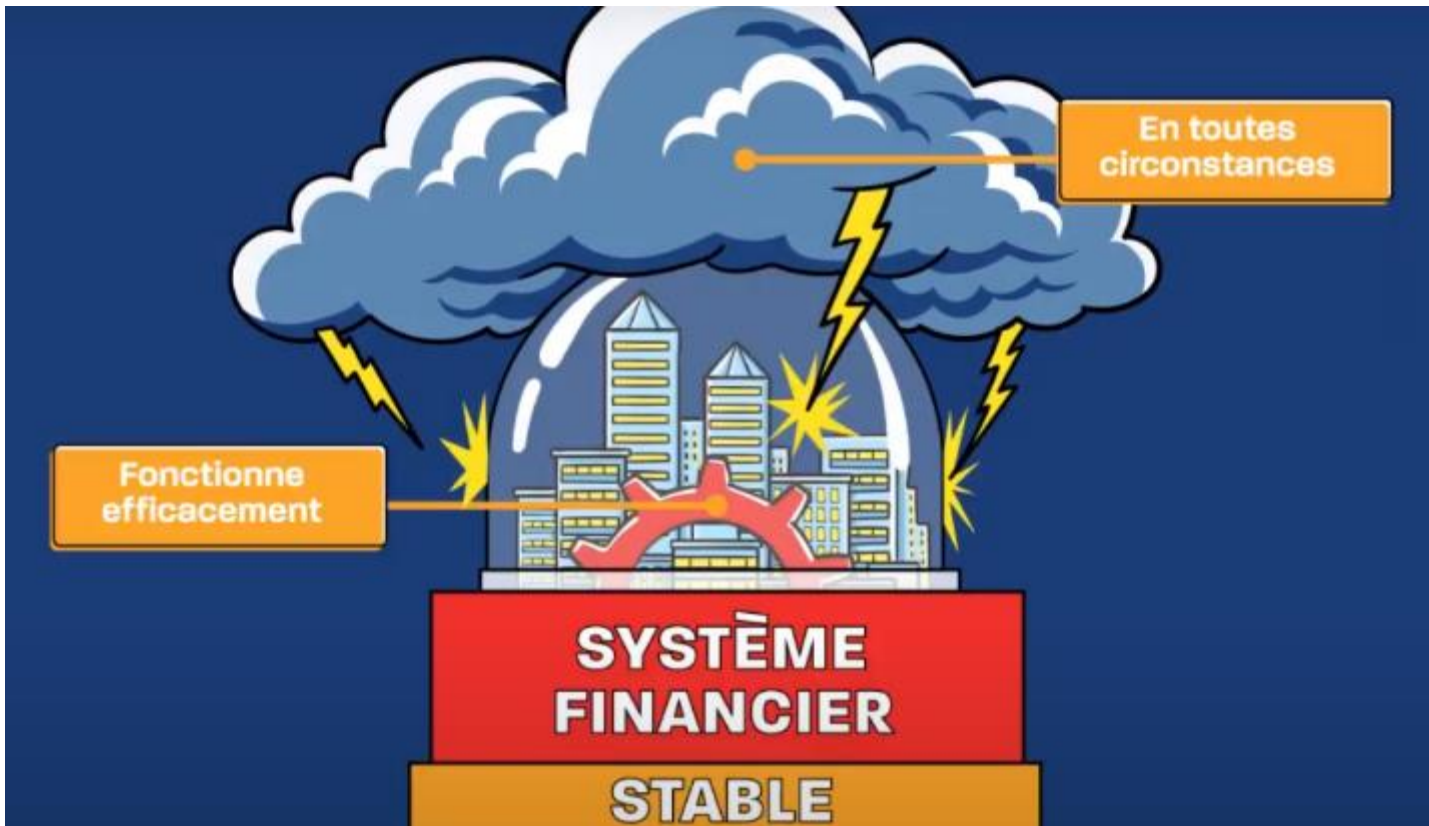 En toutes
circonstances
Fonctionne
efficacement
SYSTÈME
FINANCIER
STABLE